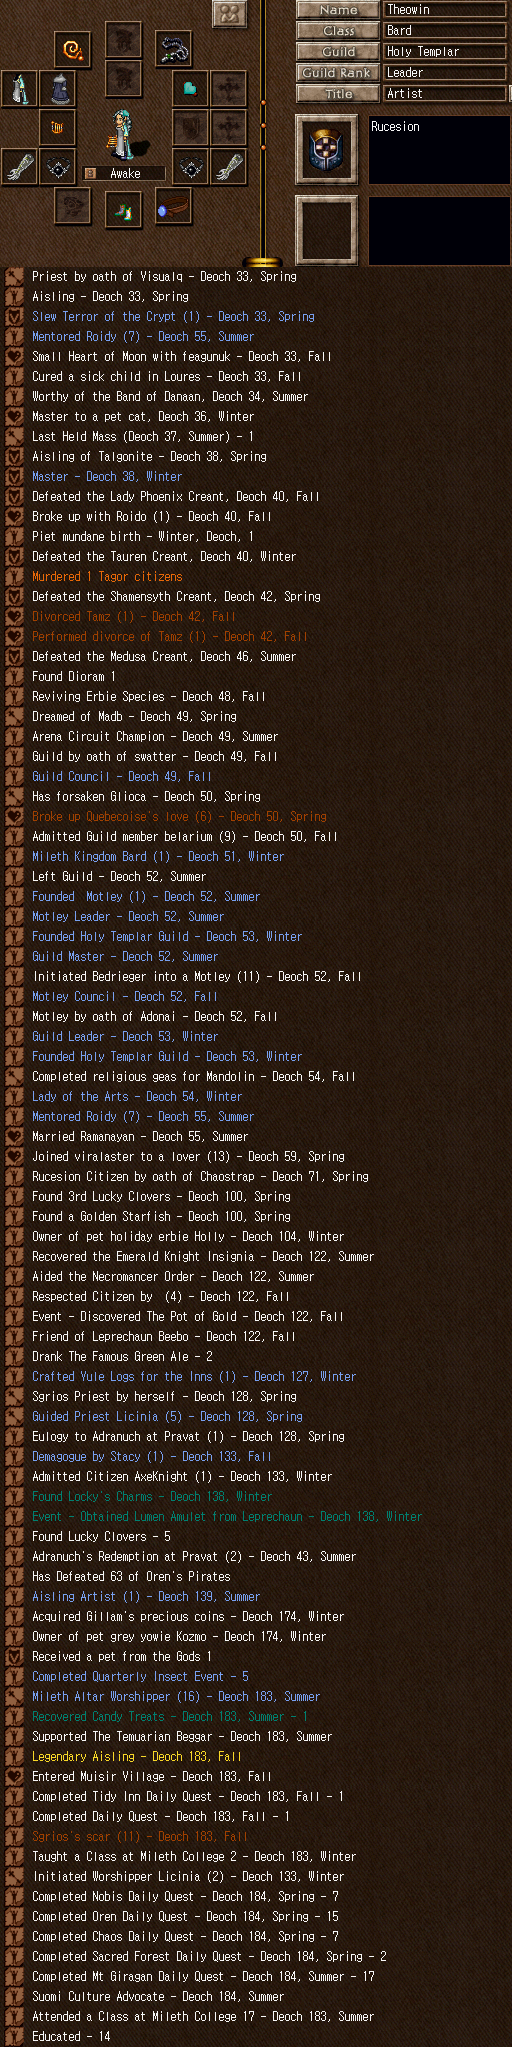 Name
Theowin
Class
Bard
Guild
Holy Templar
Guild Rank
Leader
Title
Artist
Rucesion
Awake
Priest by oath of Visualq - Deoch 33, Spring
Aisling - Deoch 33, Spring
Slew Terror of the Crypt (1) - Deoch 33, Spring
Mentored Roidy (7) - Deoch 55, Summer
Small Heart of Moon with feagunuk - Deoch 33, Fall
Cured a sick child in Loures - Deoch 33, Fall
Worthy of the Band of Danaan, Deoch 34, Summer
Master to a pet cat, Deoch 36, Winter
Last Held Mass (Deoch 37, Summer) - 1
Aisling of Talgonite - Deoch 38, Spring
Master - Deoch 38, Winter
Defeated the Lady Phoenix Creant, Deoch 40, Fall
Broke up with Roido (1) - Deoch 40, Fall
Piet mundane birth - Winter, Deoch, 1
Defeated the Tauren Creant, Deoch 40, Winter
Murdered 1 Tagor citizens
Defeated the Shamensyth Creant, Deoch 42, Spring
Divorced Tamz (1) - Deoch 42, Fall
Performed divorce of Tamz (1) - Deoch 42, Fall
Defeated the Medusa Creant, Deoch 46, Summer
Found Dioram 1
Reviving Erbie Species - Deoch 48, Fall
Dreamed of Madb - Deoch 49, Spring
Arena Circuit Champion - Deoch 49, Summer
Guild by oath of swatter - Deoch 49, Fall
Guild Council - Deoch 49, Fall
Has forsaken Glioca - Deoch 50, Spring
Broke up Quebecoise's love (6) - Deoch 50, Spring
Admitted Guild member belarium (9) - Deoch 50, Fall
Mileth Kingdom Bard (1) - Deoch 51, Winter
Left Guild - Deoch 52, Summer
Founded  Motley (1) - Deoch 52, Summer
Motley Leader - Deoch 52, Summer
Founded Holy Templar Guild - Deoch 53, Winter
Guild Master - Deoch 52, Summer
Initiated Bedrieger into a Motley (11) - Deoch 52, Fall
Motley Council - Deoch 52, Fall
Motley by oath of Adonai - Deoch 52, Fall
Guild Leader - Deoch 53, Winter
Founded Holy Templar Guild - Deoch 53, Winter
Completed religious geas for Mandolin - Deoch 54, Fall
Lady of the Arts - Deoch 54, Winter
Mentored Roidy (7) - Deoch 55, Summer
Married Ramanayan - Deoch 55, Summer
Joined viralaster to a lover (13) - Deoch 59, Spring
Rucesion Citizen by oath of Chaostrap - Deoch 71, Spring
Found 3rd Lucky Clovers - Deoch 100, Spring
Found a Golden Starfish - Deoch 100, Spring
Owner of pet holiday erbie Holly - Deoch 104, Winter
Recovered the Emerald Knight Insignia - Deoch 122, Summer
Aided the Necromancer Order - Deoch 122, Summer
Respected Citizen by  (4) - Deoch 122, Fall
Event - Discovered The Pot of Gold - Deoch 122, Fall
Friend of Leprechaun Beebo - Deoch 122, Fall
Drank The Famous Green Ale - 2
Crafted Yule Logs for the Inns (1) - Deoch 127, Winter
Sgrios Priest by herself - Deoch 128, Spring
Guided Priest Licinia (5) - Deoch 128, Spring
Eulogy to Adranuch at Pravat (1) - Deoch 128, Spring
Demagogue by Stacy (1) - Deoch 133, Fall
Admitted Citizen AxeKnight (1) - Deoch 133, Winter
Found Locky's Charms - Deoch 138, Winter
Event - Obtained Lumen Amulet from Leprechaun - Deoch 138, Winter
Found Lucky Clovers - 5
Adranuch's Redemption at Pravat (2) - Deoch 43, Summer
Has Defeated 63 of Oren's Pirates
Aisling Artist (1) - Deoch 139, Summer
Acquired Gillam's precious coins - Deoch 174, Winter
Owner of pet grey yowie Kozmo - Deoch 174, Winter
Received a pet from the Gods 1
Completed Quarterly Insect Event - 5
Mileth Altar Worshipper (16) - Deoch 183, Summer
Recovered Candy Treats - Deoch 183, Summer - 1
Supported The Temuarian Beggar - Deoch 183, Summer
Legendary Aisling - Deoch 183, Fall
Entered Muisir Village - Deoch 183, Fall
Completed Tidy Inn Daily Quest - Deoch 183, Fall - 1
Completed Daily Quest - Deoch 183, Fall - 1
Sgrios's scar (11) - Deoch 183, Fall
Taught a Class at Mileth College 2 - Deoch 183, Winter
Initiated Worshipper Licinia (2) - Deoch 133, Winter
Completed Nobis Daily Quest - Deoch 184, Spring - 7
Completed Oren Daily Quest - Deoch 184, Spring - 15
Completed Chaos Daily Quest - Deoch 184, Spring - 7
Completed Sacred Forest Daily Quest - Deoch 184, Spring - 2
Completed Mt Giragan Daily Quest - Deoch 184, Summer - 17
Suomi Culture Advocate - Deoch 184, Summer
Attended a Class at Mileth College 17 - Deoch 183, Summer
Educated - 14